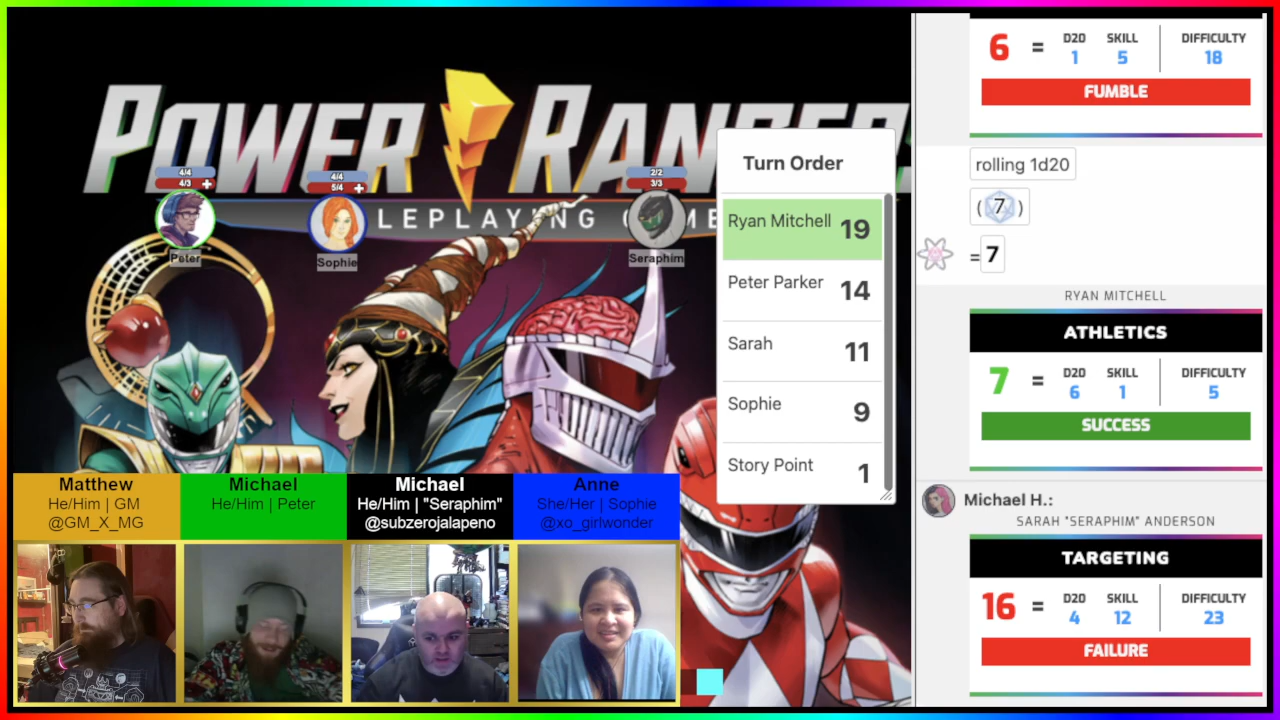 POWER RANGERS
LEPLAYING GAME
4/4
4/3
Peter
4/4
5/4
Sophie
2/2
3/3
Seraphim
Turn Order
Ryan Mitchell 19
Peter Parker 14
Sarah 11
Sophie 9
Story Point 1
Matthew
He/Him | GM
@GM_X_MG
Michael
He/Him | Peter
Michael
He/Him | "Seraphim"
@subzerojalapeno
Anne
She/Her | Sophie
@xo_girlwonder
D20 SKILL DIFFICULTY
6 = 1 5 18
FUMBLE
rolling 1d20
(7)
=7
RYAN MITCHELL
ATHLETICS
D20 SKILL DIFFICULTY
7 = 6 1 5
SUCCESS
Michael H.:
SARAH "SERAPHIM" ANDERSON
TARGETING
D20 SKILL DIFFICULTY
16 = 4 12 23
FAILURE